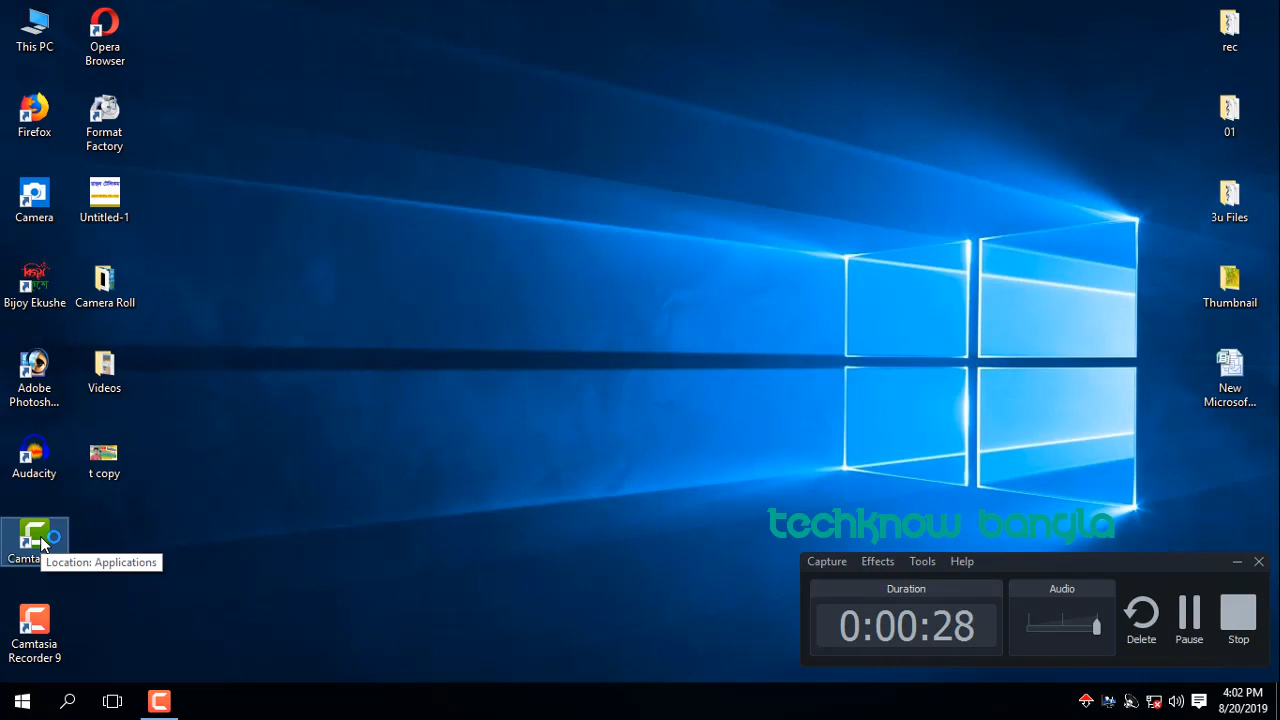 This PC
Opera
Browser
rec
Firefox
Format
Factory
01
Camera
Untitled-1
3u Files
Bijoy Ekushe
Camera Roll
Thumbnail
Adobe
Photosh...
Videos
New
Microsof...
Audacity
t copy
techknow bangla
Location: Applications
Capture
Effects
Tools
Help
Duration
0:00:28
Audio
Delete
Pause
Stop
Camtasia
Recorder 9
4:02 PM
8/20/2019